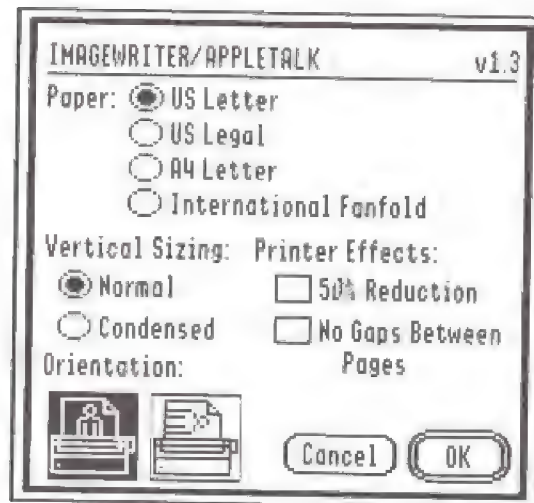 IMAGEWRITER/APPLETALK v1.3
Paper: US Letter
US Legal
A4 Letter
International Fanfold
Vertical Sizing: Printer Effects:
Normal 50% Reduction
Condensed No Gaps Between
Orientation: Pages
Cancel OK